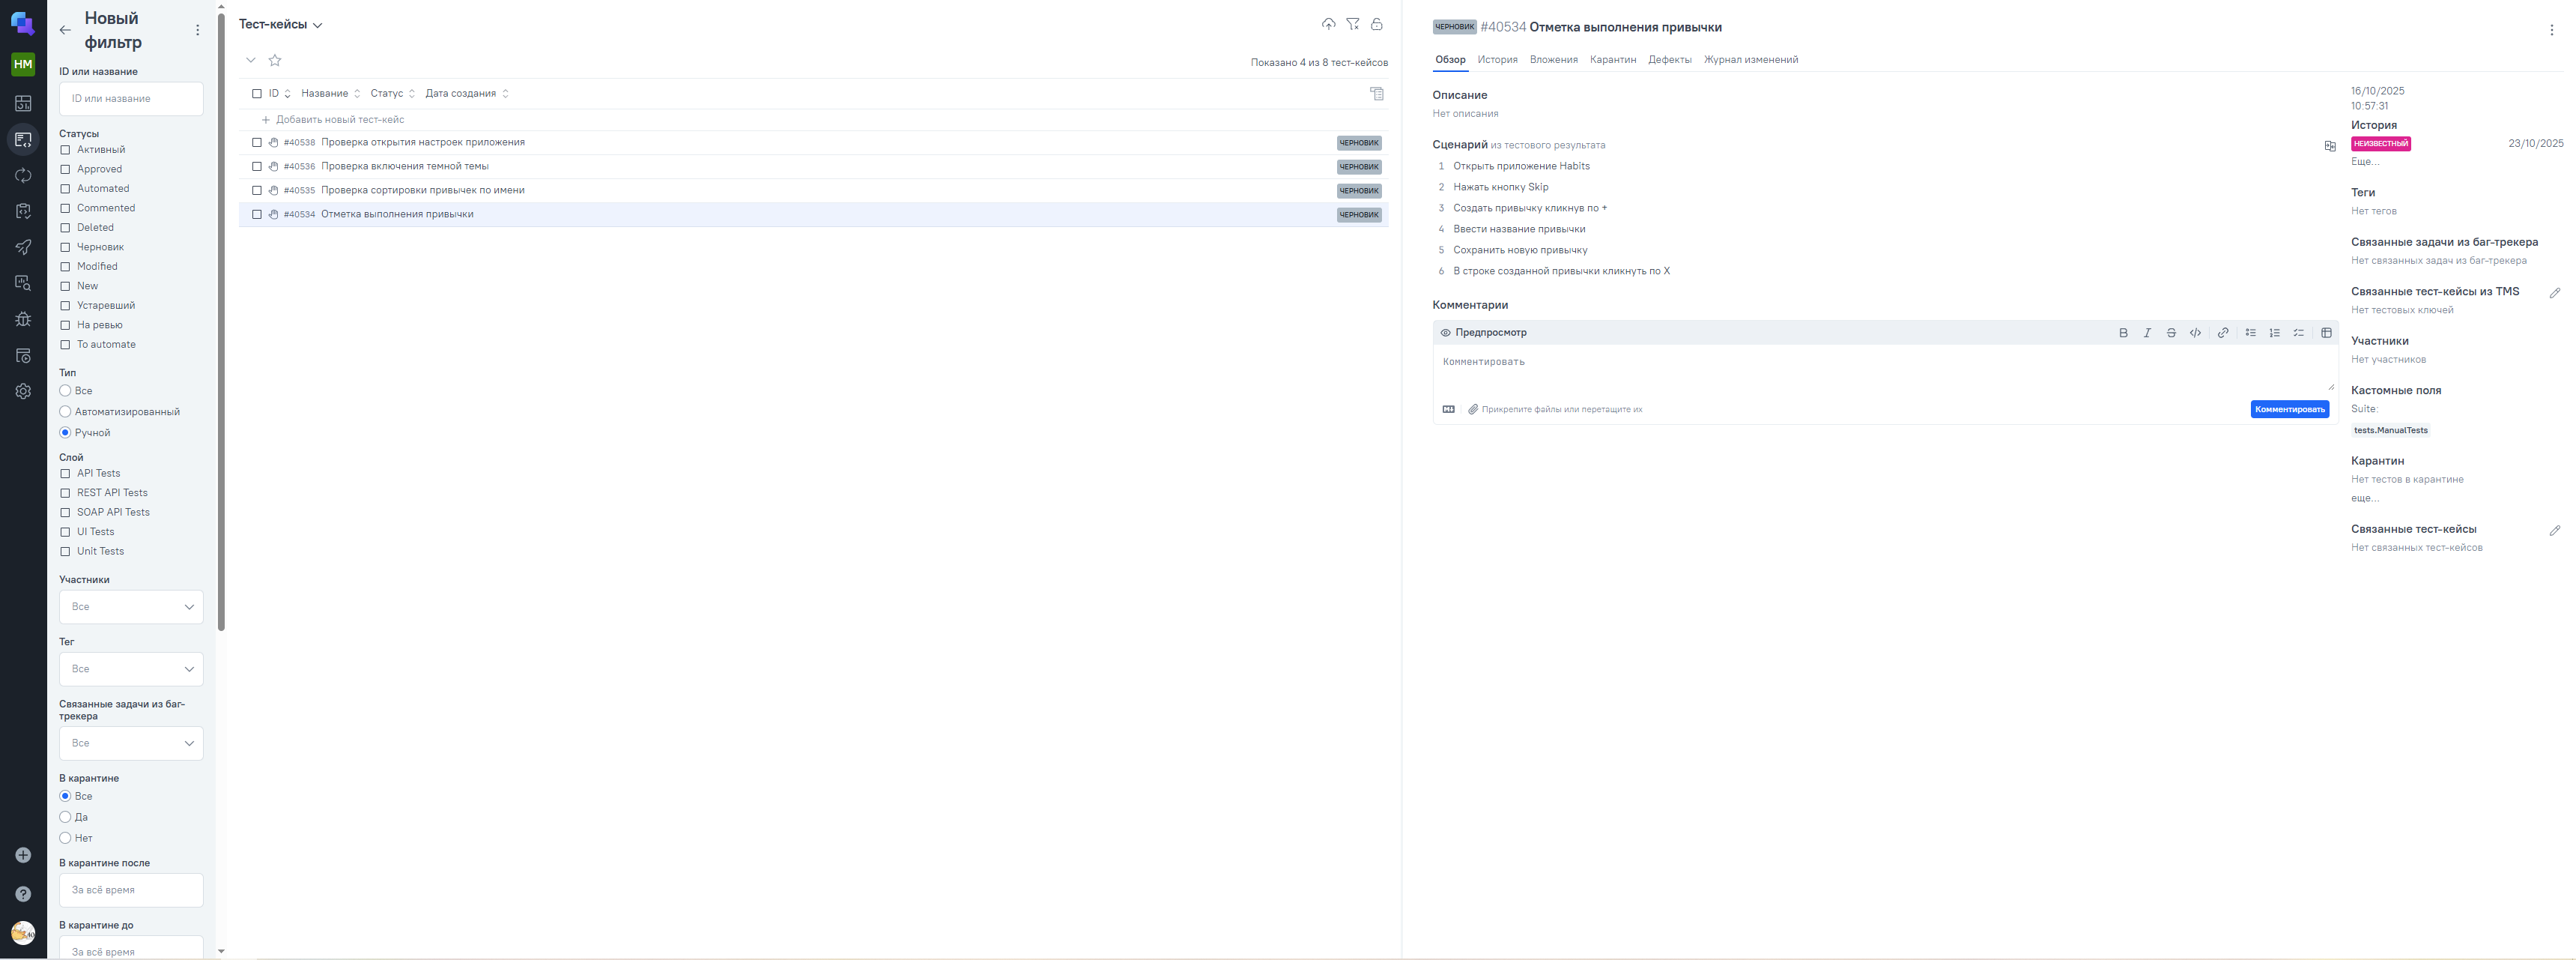 НМ
Новый
фильтр
ID или название
ID или название
Статусы
Активный
Approved
Automated
Commented
Deleted
Черновик
Modified
New
Устаревший
На ревью
To automate
Тип
Все
Автоматизированный
Ручной
Слой
API Tests
REST API Tests
SOAP API Tests
UI Tests
Unit Tests
Участники
Все
Тег
Все
Связанные задачи из баг-
трекера
Все
В карантине
Все
Да
Нет
В карантине после
За всё время
В карантине до
За всё время
Тест-кейсы
Показано 4 из 8 тест-кейсов
ID Название Статус Дата создания
Добавить новый тест-кейс
#40538 Проверка открытия настроек приложения ЧЕРНОВИК
#40536 Проверка включения темной темы ЧЕРНОВИК
#40535 Проверка сортировки привычек по имени ЧЕРНОВИК
#40534 Отметка выполнения привычки ЧЕРНОВИК
ЧЕРНОВИК #40534 Отметка выполнения привычки
Обзор История Вложения Карантин Дефекты Журнал изменений
Описание
Нет описания
Сценарий из тестового результата
1 Открыть приложение Habits
2 Нажать кнопку Skip
3 Создать привычку кликнув по +
4 Ввести название привычки
5 Сохранить новую привычку
6 В строке созданной привычки кликнуть по X
Комментарии
Предпросмотр
Комментировать
Прикрепите файлы или перетащите их
Комментировать
16/10/2025
10:57:31
История
НЕИЗВЕСТНЫЙ 23/10/2025
Еще...
Теги
Нет тегов
Связанные задачи из баг-трекера
Нет связанных задач из баг-трекера
Связанные тест-кейсы из TMS
Нет тестовых ключей
Участники
Нет участников
Кастомные поля
Suite:
tests.ManualTests
Карантин
Нет тестов в карантине
еще...
Связанные тест-кейсы
Нет связанных тест-кейсов